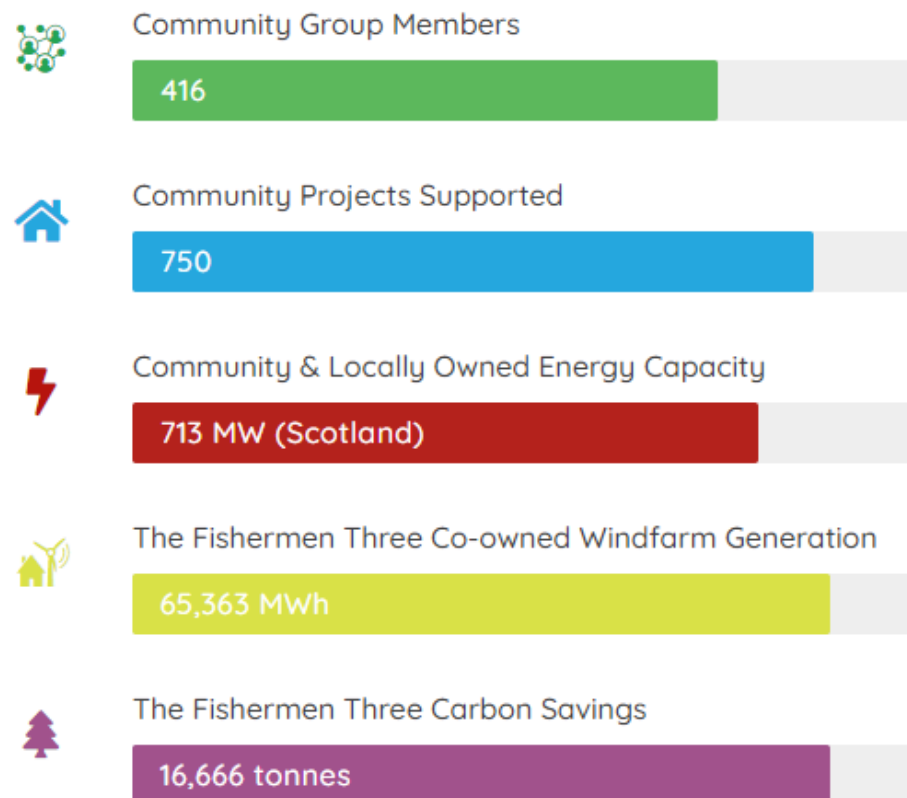 Community Group Members
416
Community Projects Supported
750
Community & Locally Owned Energy Capacity
713 MW (Scotland)
The Fishermen Three Co-owned Windfarm Generation
65,363 MWh
The Fishermen Three Carbon Savings
16,666 tonnes